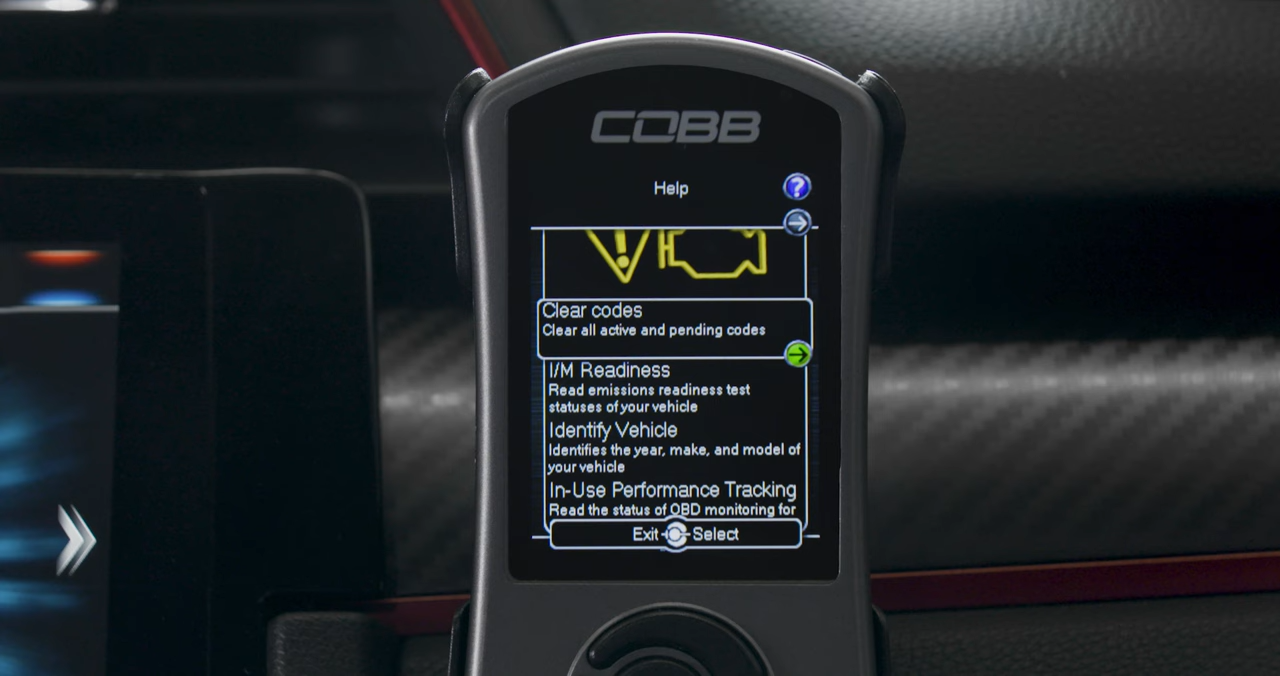 COBB
Help
?
Clear codes
Clear all active and pending codes
I/M Readiness
Read emissions readiness test
statuses of your vehicle
Identify Vehicle
Identifies the year, make, and model of
your vehicle
In-Use Performance Tracking
Read the status of OBD monitoring for
Exit Select